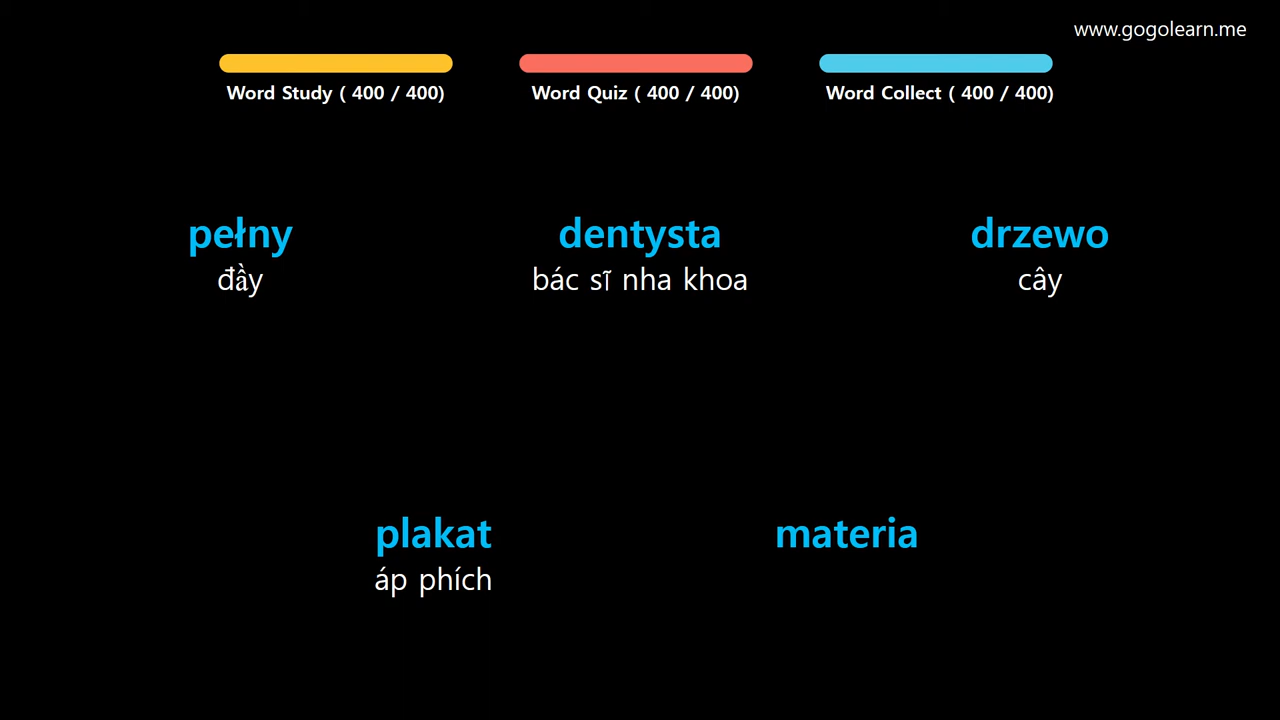 www.gogolearn.me
Word Study ( 400 / 400)
Word Quiz ( 400 / 400)
Word Collect ( 400 / 400)
pełny
đầy
dentysta
bác sĩ nha khoa
drzewo
cây
plakat
áp phích
materia